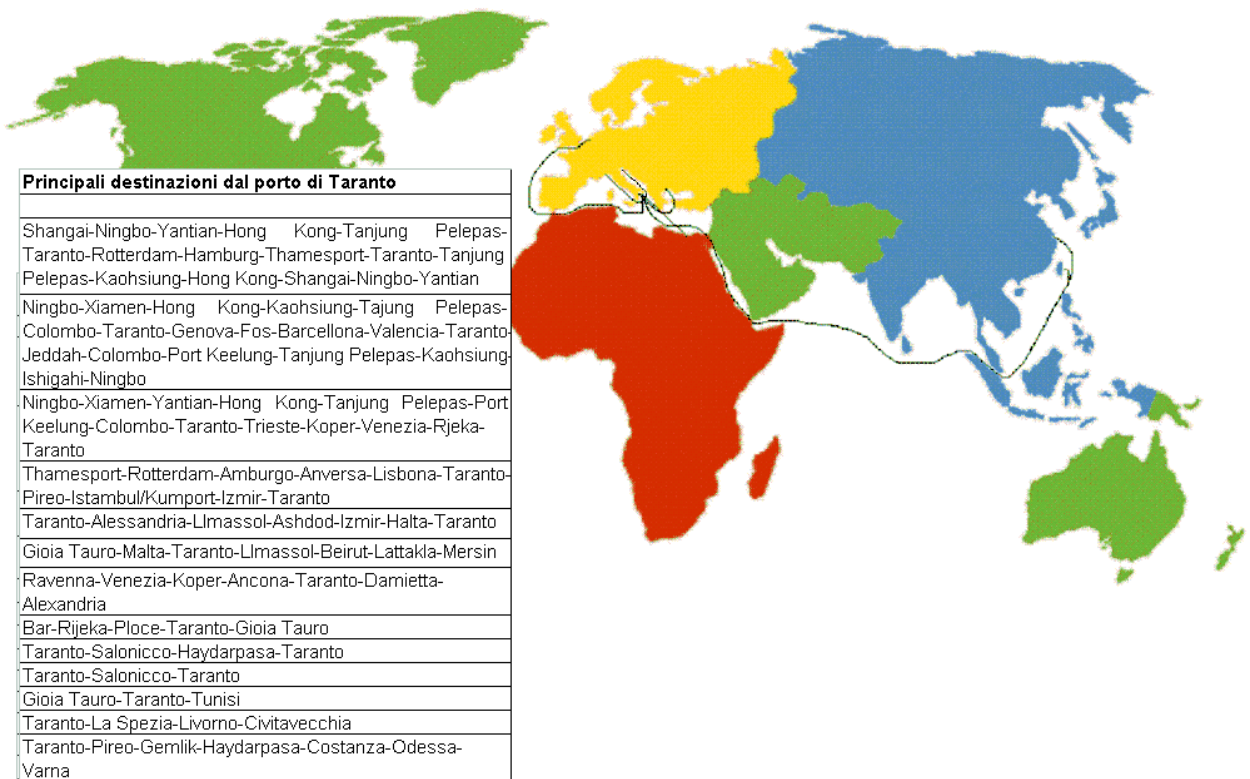 Principali destinazioni dal porto di Taranto
Shangai-Ningbo-Yantian-Hong Kong-Tanjung Pelepas-
Taranto-Rotterdam-Hamburg-Thamesport-Taranto-Tanjung
Pelepas-Kaohsiung-Hong Kong-Shangai-Ningbo-Yantian
Ningbo-Xiamen-Hong Kong-Kaohsiung-Tajung Pelepas-
Colombo-Taranto-Genova-Fos-Barcellona-Valencia-Taranto-
Jeddah-Colombo-Port Keelung-Tanjung Pelepas-Kaohsiung-
Ishigahi-Ningbo
Ningbo-Xiamen-Yantian-Hong Kong-Tanjung Pelepas-Port
Keelung-Colombo-Taranto-Trieste-Koper-Venezia-Rjeka-
Taranto
Thamesport-Rotterdam-Amburgo-Anversa-Lisbona-Taranto-
Pireo-Istambul/Kumport-Izmir-Taranto
Taranto-Alessandria-LImassol-Ashdod-Izmir-Halta-Taranto
Gioia Tauro-Malta-Taranto-LImassol-Beirut-Lattakla-Mersin
Ravenna-Venezia-Koper-Ancona-Taranto-Damietta-
Alexandria
Bar-Rijeka-Ploce-Taranto-Gioia Tauro
Taranto-Salonicco-Haydarpasa-Taranto
Taranto-Salonicco-Taranto
Gioia Tauro-Taranto-Tunisi
Taranto-La Spezia-Livorno-Civitavecchia
Taranto-Pireo-Gemlik-Haydarpasa-Costanza-Odessa-
Varna